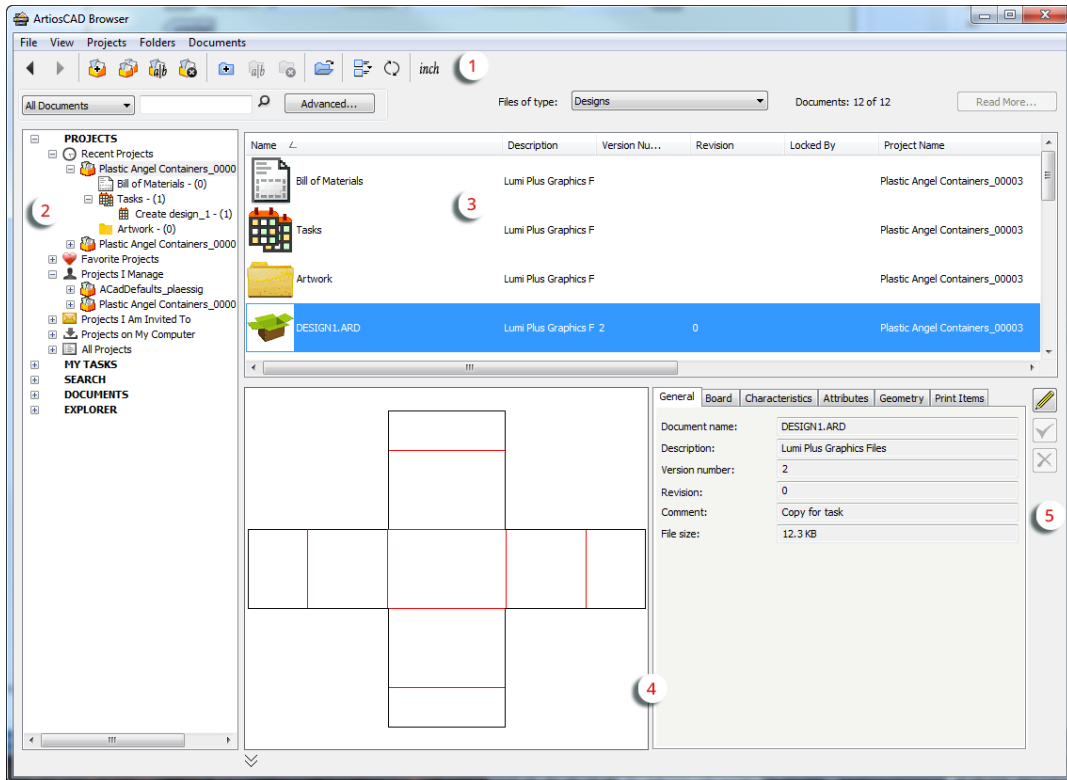 ArtiosCAD Browser
File View Projects Folders Documents
a|b a|b inch 1
All Documents Advanced... Files of type: Designs Documents: 12 of 12 Read More...
PROJECTS
Recent Projects
Plastic Angel Containers_0000
Bill of Materials - (0)
Tasks - (1)
Create design_1 - (1)
Artwork - (0)
Plastic Angel Containers_0000
Favorite Projects
Projects I Manage
ACadDefaults_plaessig
Plastic Angel Containers_0000
Projects I Am Invited To
Projects on My Computer
All Projects
MY TASKS
SEARCH
DOCUMENTS
EXPLORER
2
Name Description Version Nu... Revision Locked By Project Name
Bill of Materials Lumi Plus Graphics F Plastic Angel Containers_00003
3
Tasks Lumi Plus Graphics F Plastic Angel Containers_00003
Artwork Lumi Plus Graphics F Plastic Angel Containers_00003
DESIGN1.ARD Lumi Plus Graphics F 2 0 Plastic Angel Containers_00003
General Board Characteristics Attributes Geometry Print Items
Document name: DESIGN1.ARD
Description: Lumi Plus Graphics Files
Version number: 2
Revision: 0
Comment: Copy for task
File size: 12.3 KB
5
4